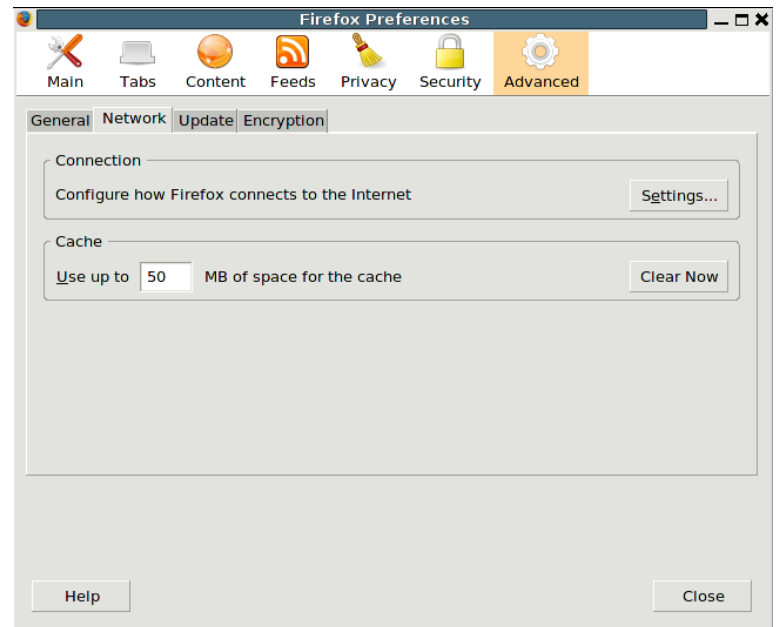 Firefox Preferences
Main Tabs Content Feeds Privacy Security Advanced
General Network Update Encryption
Connection
Configure how Firefox connects to the Internet Settings...
Cache
Use up to 50 MB of space for the cache Clear Now
Help Close